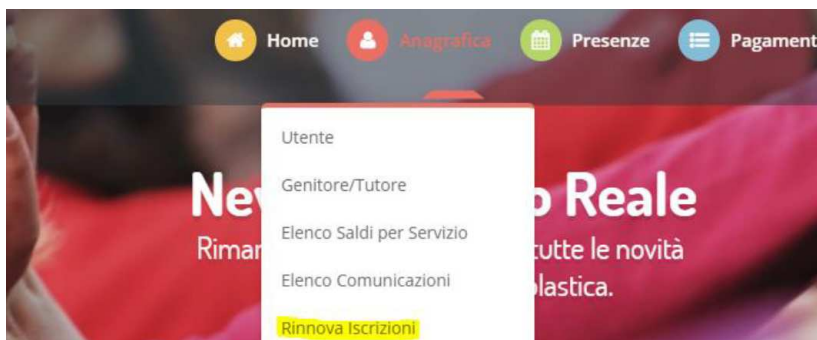 Home Anagrafica Presenze Pagament
Utente
Genitore/Tutore
Elenco Saldi per Servizio
Elenco Comunicazioni
Rinnova Iscrizioni
Ne o Reale
Rimar tutte le novità
lastica.